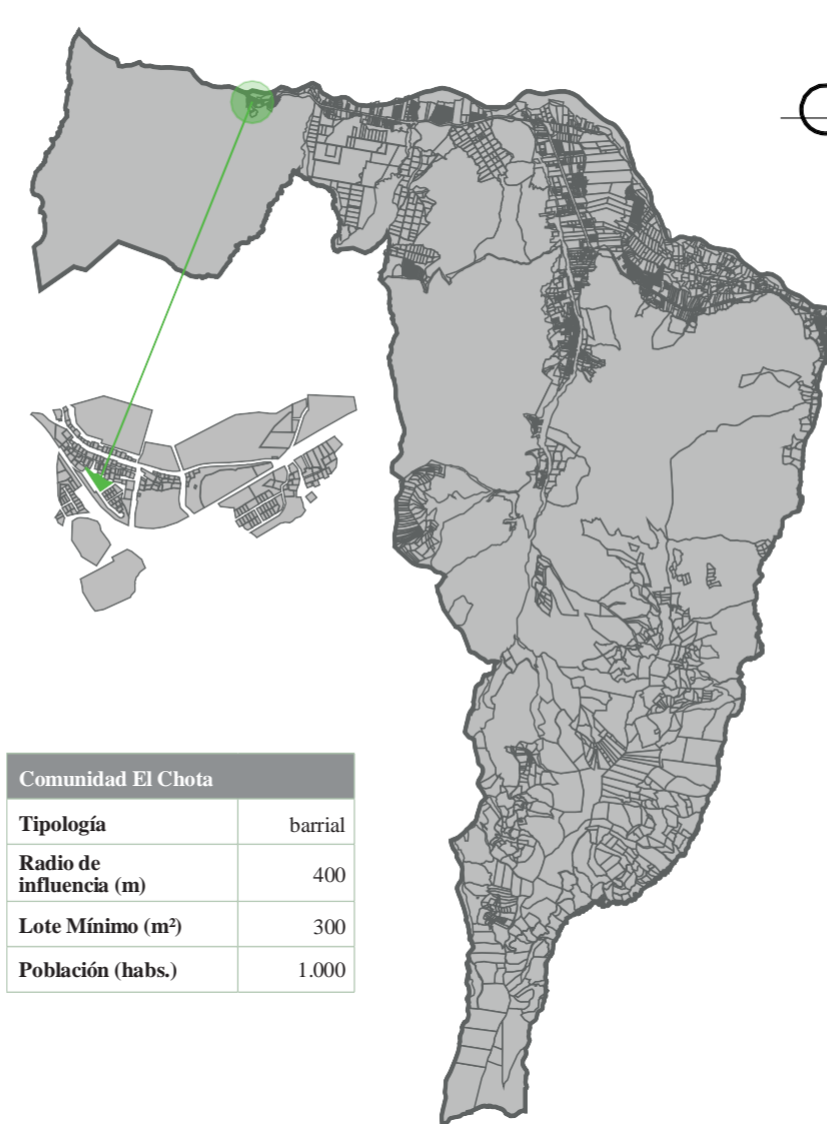 Comunidad El Chota
Tipología barrial
Radio de
influencia (m) 400
Lote Mínimo (m²) 300
Población (habs.) 1.000